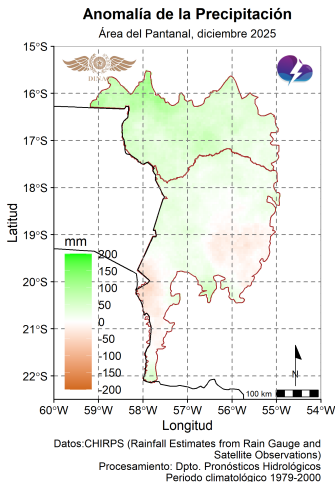 Anomalía de la Precipitación
Área del Pantanal, diciembre 2025
15°S
DINAC
16°S
17°S
18°S
19°S
20°S
21°S
22°S
Latitud
mm
200
150
100
50
0
-50
-100
-150
-200
N
100 km
60°W 59°W 58°W 57°W 56°W 55°W 54°W
Longitud
Datos:CHIRPS (Rainfall Estimates from Rain Gauge and
Satellite Observations)
Procesamiento: Dpto. Pronósticos Hidrológicos
Periodo climatológico 1979-2000